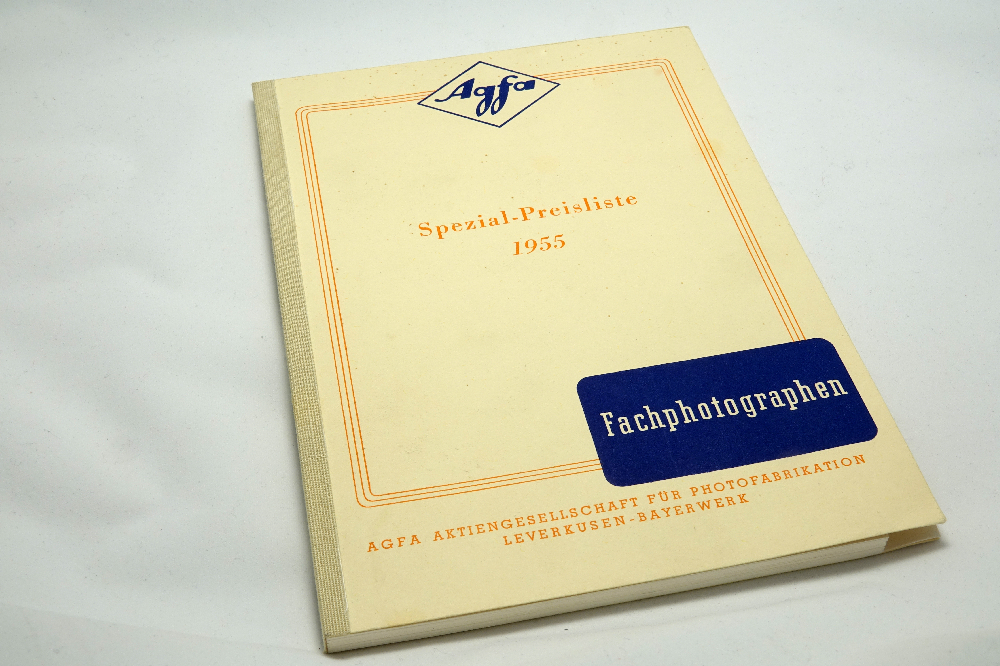 Agfa
Spezial-Preisliste
1955
Fachphotographen
AGFA AKTIENGESELLSCHAFT FÜR PHOTOFABRIKATION
LEVERKUSEN-BAYERWERK